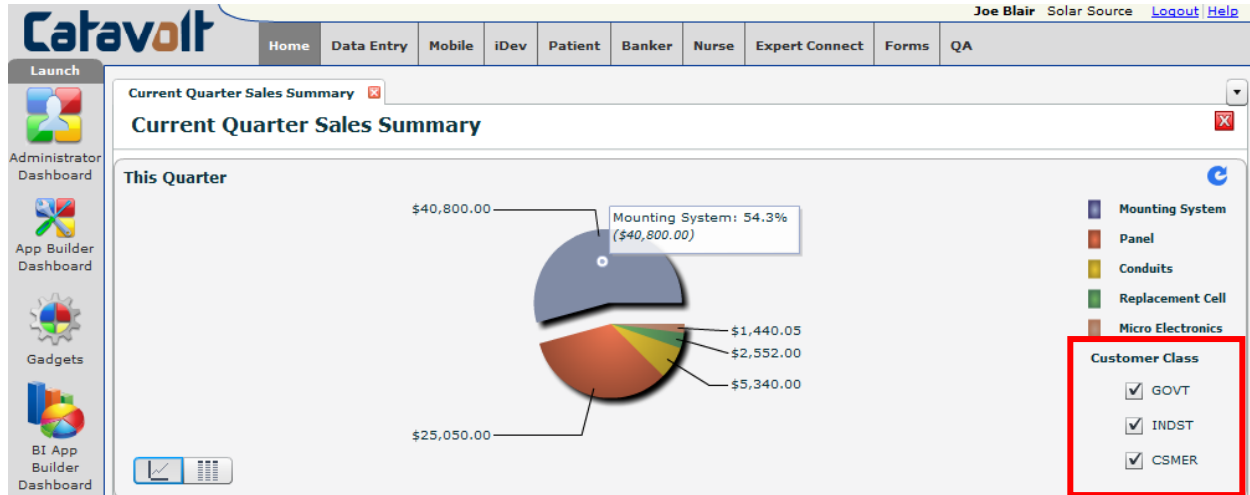 Joe Blair Solar Source Logout Help
Catavolt
Home Data Entry Mobile iDev Patient Banker Nurse Expert Connect Forms QA
Launch
Administrator
Dashboard
App Builder
Dashboard
Gadgets
BI App
Builder
Dashboard
Current Quarter Sales Summary
Current Quarter Sales Summary
This Quarter
$40,800.00
Mounting System: 54.3%
($40,800.00)
$1,440.05
$2,552.00
$5,340.00
$25,050.00
Mounting System
Panel
Conduits
Replacement Cell
Micro Electronics
Customer Class
GOVT
INDST
CSMER